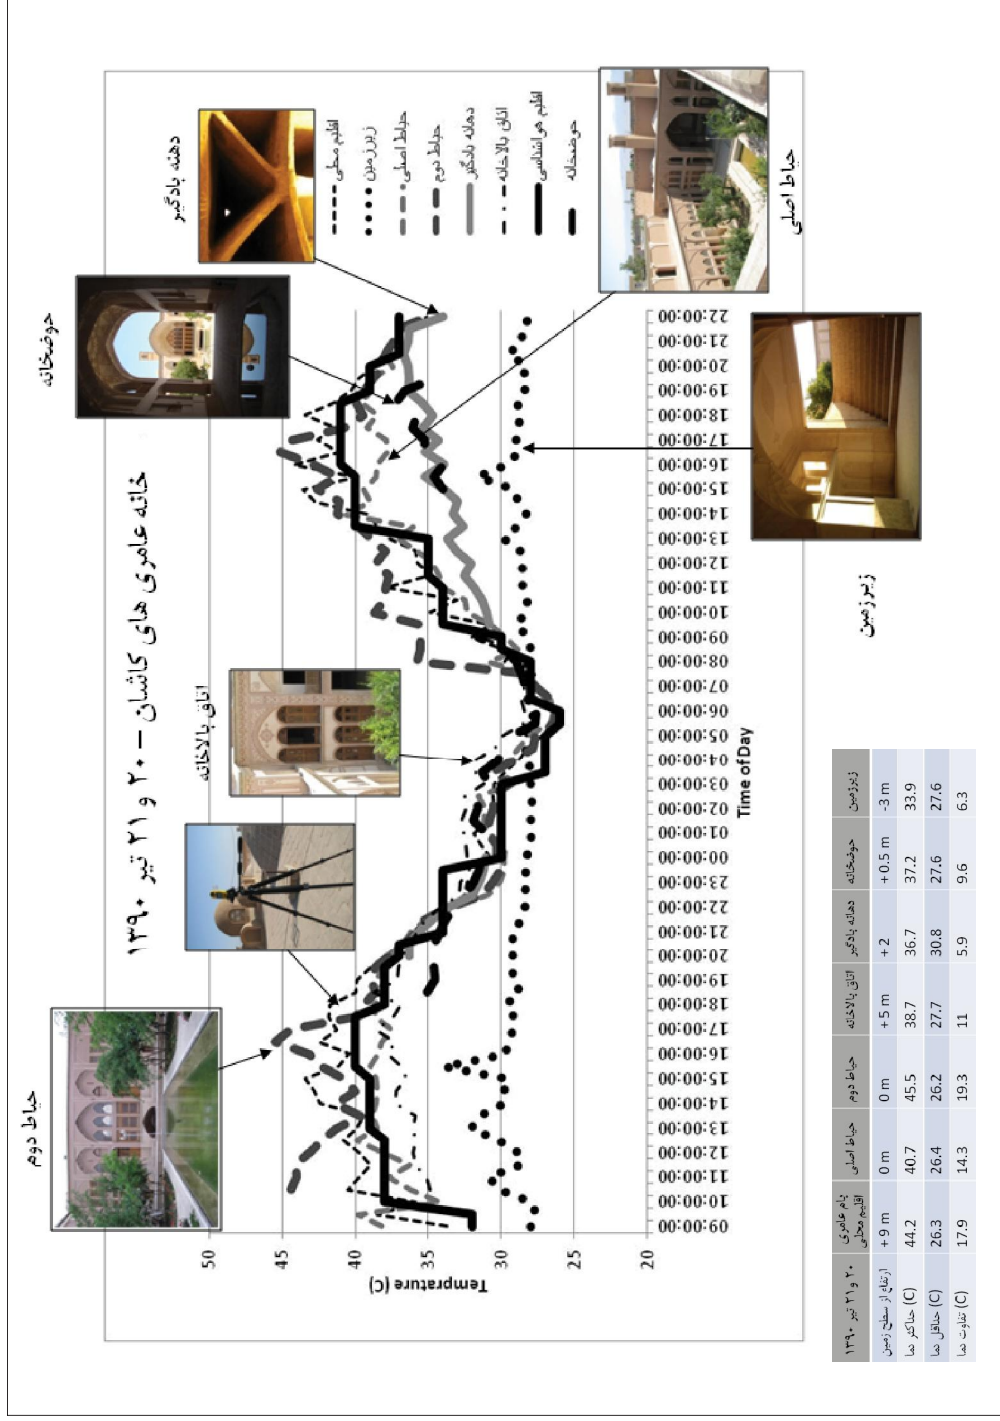 خانه عامری های کاشان – ۲۰ و ۲۱ تیر ۱۳۹۰
حیاط دوم
اتاق بالاخانه
حوضخانه
دهنه بادگیر
حیاط اصلی
زیرزمین
اقلیم محلی
زیرزمین
حیاط اصلی
حیاط دوم
دهانه بادگیر
اتاق بالاخانه
اقلیم هواشناسی
حوضخانه
Temprature (C)
50
45
40
35
30
25
20
09:00:00
10:00:00
11:00:00
12:00:00
13:00:00
14:00:00
15:00:00
16:00:00
17:00:00
18:00:00
19:00:00
20:00:00
21:00:00
22:00:00
23:00:00
00:00:00
01:00:00
02:00:00
03:00:00
04:00:00
05:00:00
06:00:00
07:00:00
08:00:00
09:00:00
10:00:00
11:00:00
12:00:00
13:00:00
14:00:00
15:00:00
16:00:00
17:00:00
18:00:00
19:00:00
20:00:00
21:00:00
22:00:00
Time of Day
۲۰ و ۲۱ تیر ۱۳۹۰ بام عامری اقلیم محلی حیاط اصلی حیاط دوم اتاق بالاخانه دهانه بادگیر حوضخانه زیرزمین
ارتفاع از سطح زمین +9 m 0 m 0 m +5 m +2 +0.5 m -3 m
حداکثر دما (C) 44.2 40.7 45.5 38.7 36.7 37.2 33.9
حداقل دما (C) 26.3 26.4 26.2 27.7 30.8 27.6 27.6
تفاوت دما (C) 17.9 14.3 19.3 11 5.9 9.6 6.3